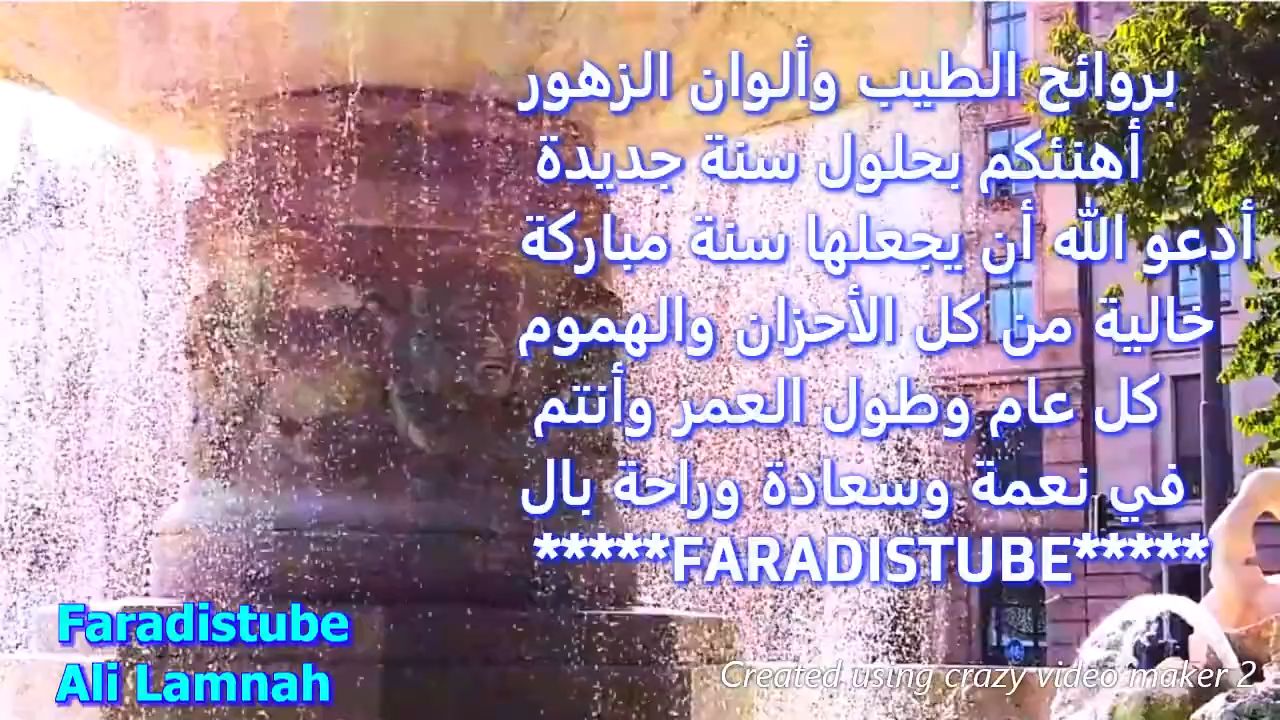 بروائح الطيب وألوان الزهور
أهنئكم بحلول سنة جديدة
أدعو الله أن يجعلها سنة مباركة
خالية من كل الأحزان والهموم
كل عام وطول العمر وأنتم
في نعمة وسعادة وراحة بال
*****FARADISTUBE*****
Faradistube
Ali Lamnah
Created using crazy video maker 2